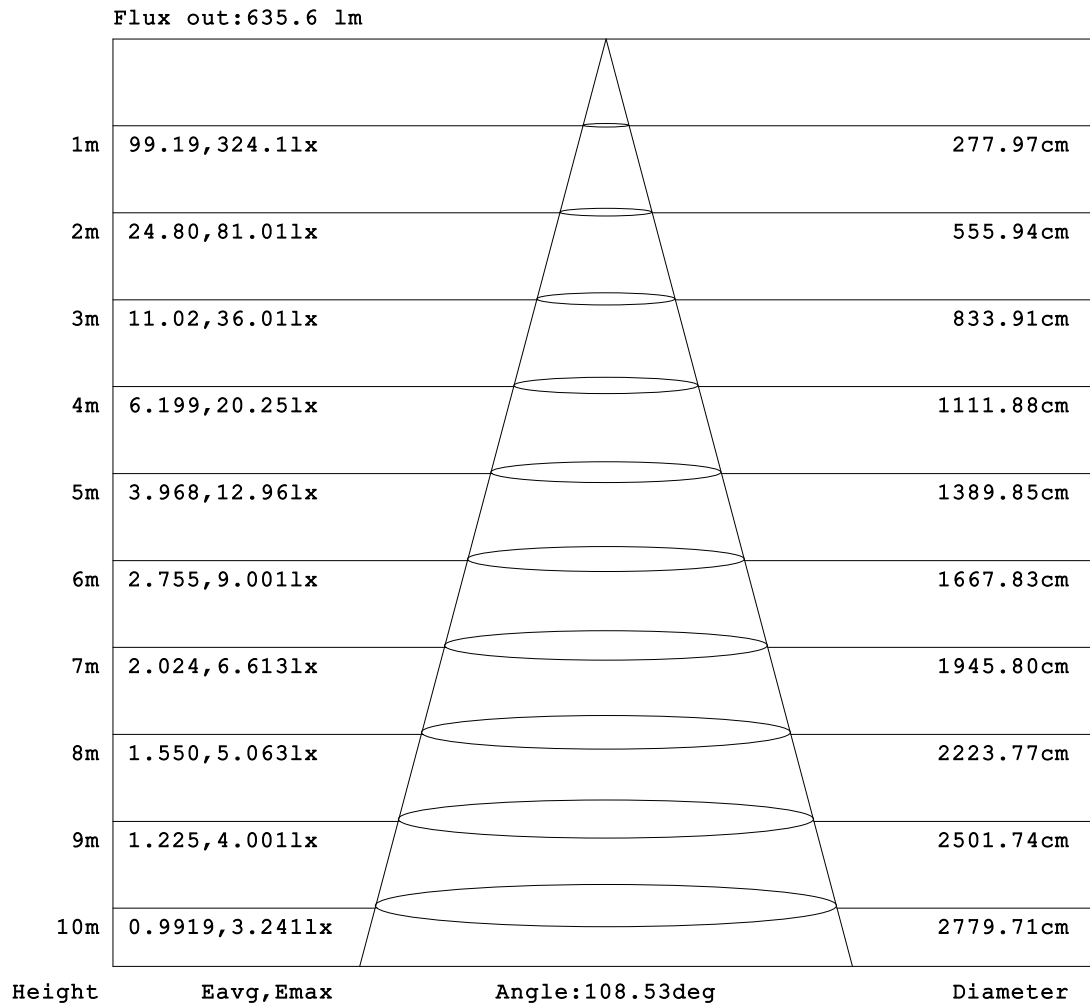 Flux out:635.6 lm
1m 99.19,324.1lx 277.97cm
2m 24.80,81.01lx 555.94cm
3m 11.02,36.01lx 833.91cm
4m 6.199,20.25lx 1111.88cm
5m 3.968,12.96lx 1389.85cm
6m 2.755,9.001lx 1667.83cm
7m 2.024,6.613lx 1945.80cm
8m 1.550,5.063lx 2223.77cm
9m 1.225,4.001lx 2501.74cm
10m 0.9919,3.241lx 2779.71cm
Height Eavg,Emax Angle:108.53deg Diameter